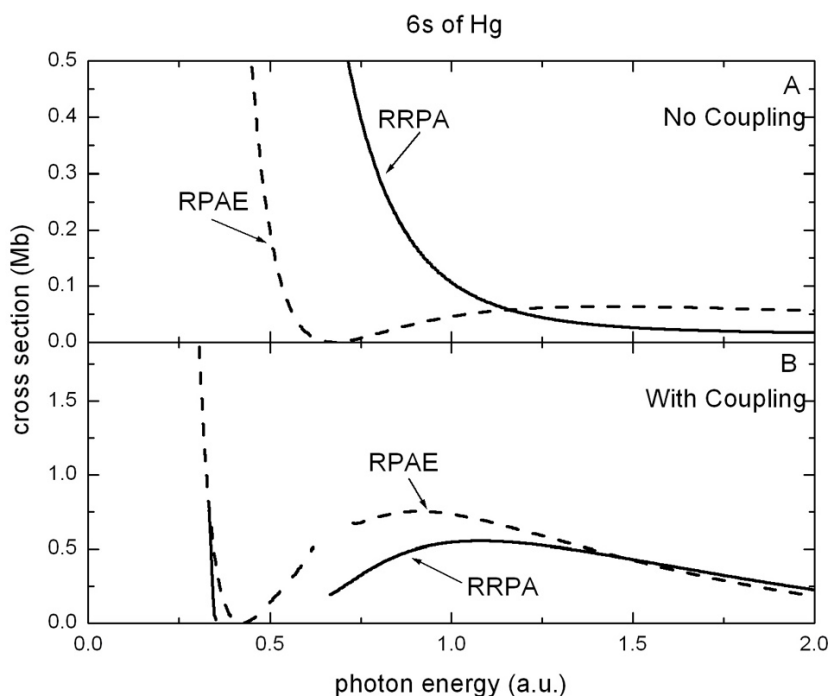 6s of Hg
0.5
A
No Coupling
RRPA
0.4
0.3
RPAE
0.2
0.1
0.0
cross section (Mb)
B
With Coupling
1.5
RPAE
1.0
0.5
RRPA
0.0
0.0 0.5 1.0 1.5 2.0
photon energy (a.u.)